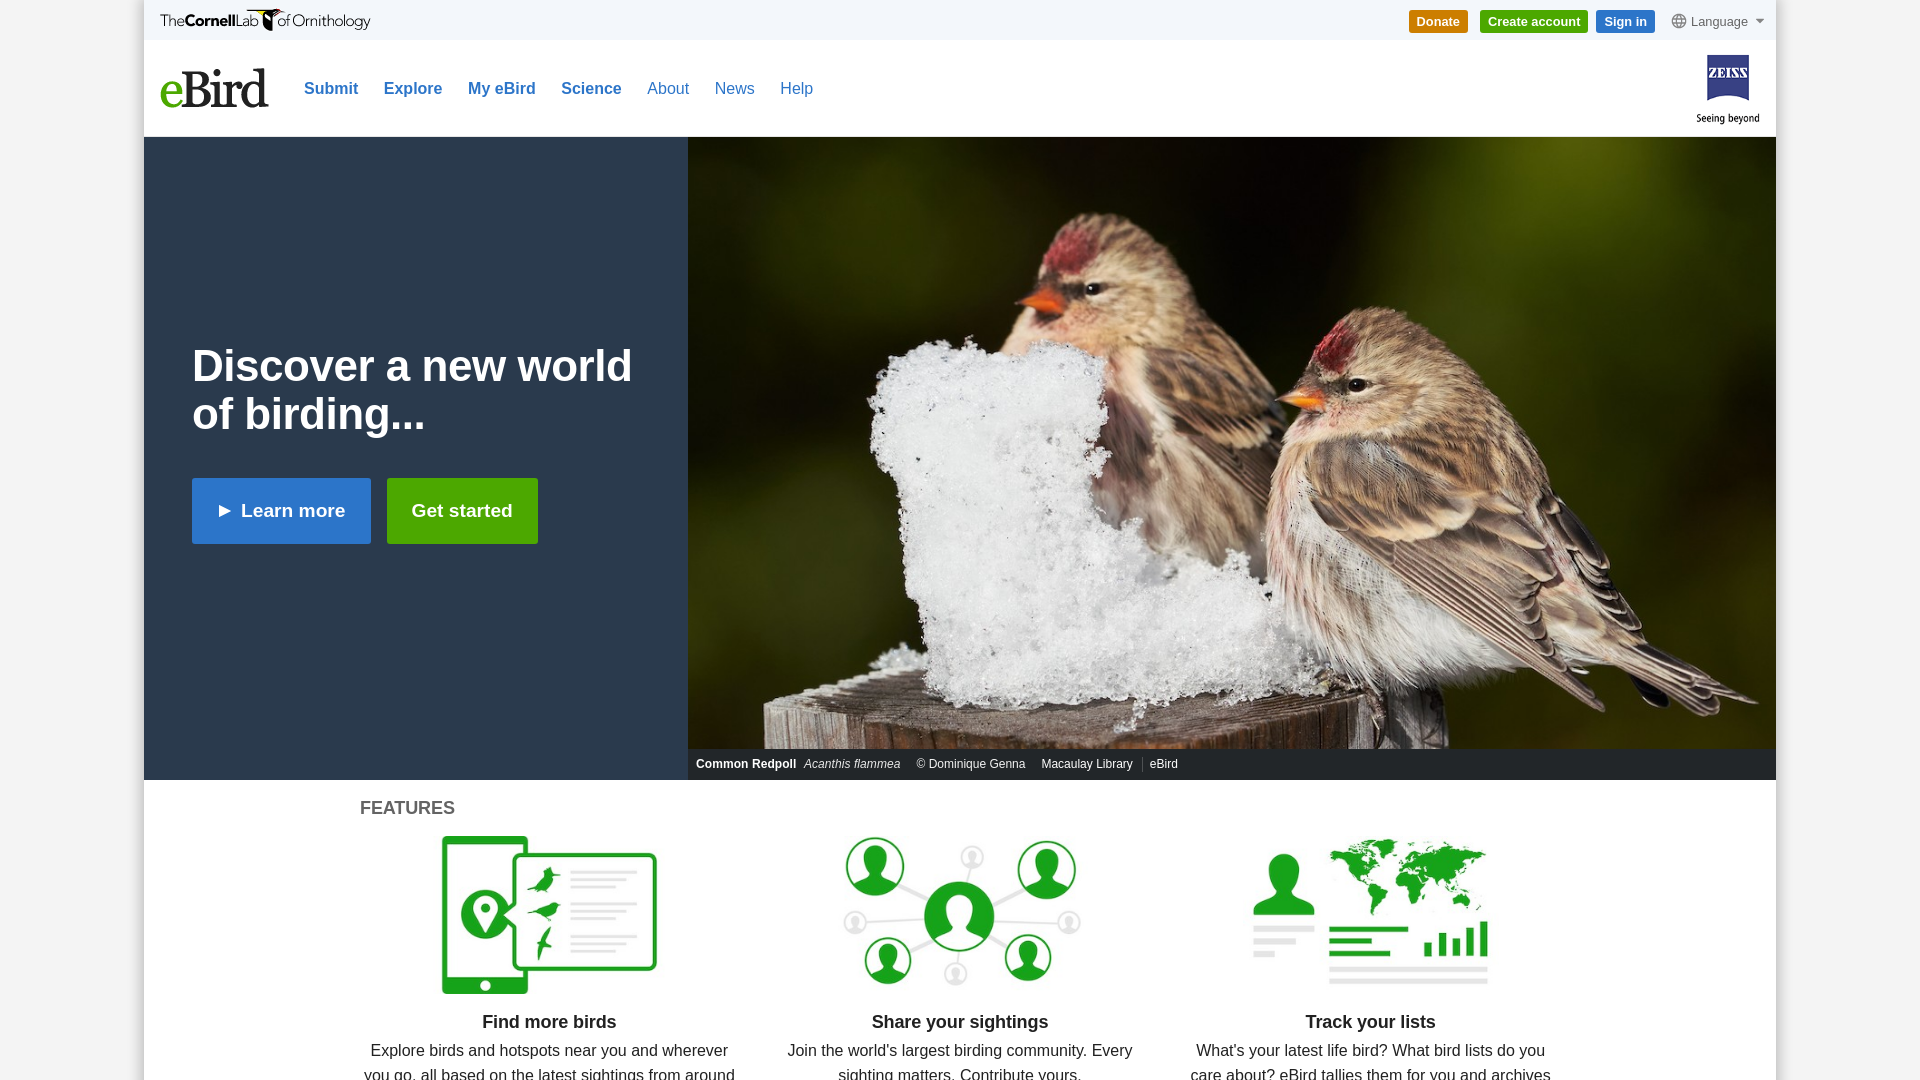 TheCornellLab of Ornithology
Donate
Create account
Sign in
Language
eBird
Submit
Explore
My eBird
Science
About
News
Help
ZEISS
Seeing beyond
Discover a new world
of birding...
Learn more
Get started
Common Redpoll Acanthis flammea © Dominique Genna Macaulay Library eBird
FEATURES
Find more birds
Explore birds and hotspots near you and wherever
you go, all based on the latest sightings from around
Share your sightings
Join the world's largest birding community. Every
sighting matters. Contribute yours.
Track your lists
What's your latest life bird? What bird lists do you
care about? eBird tallies them for you and archives